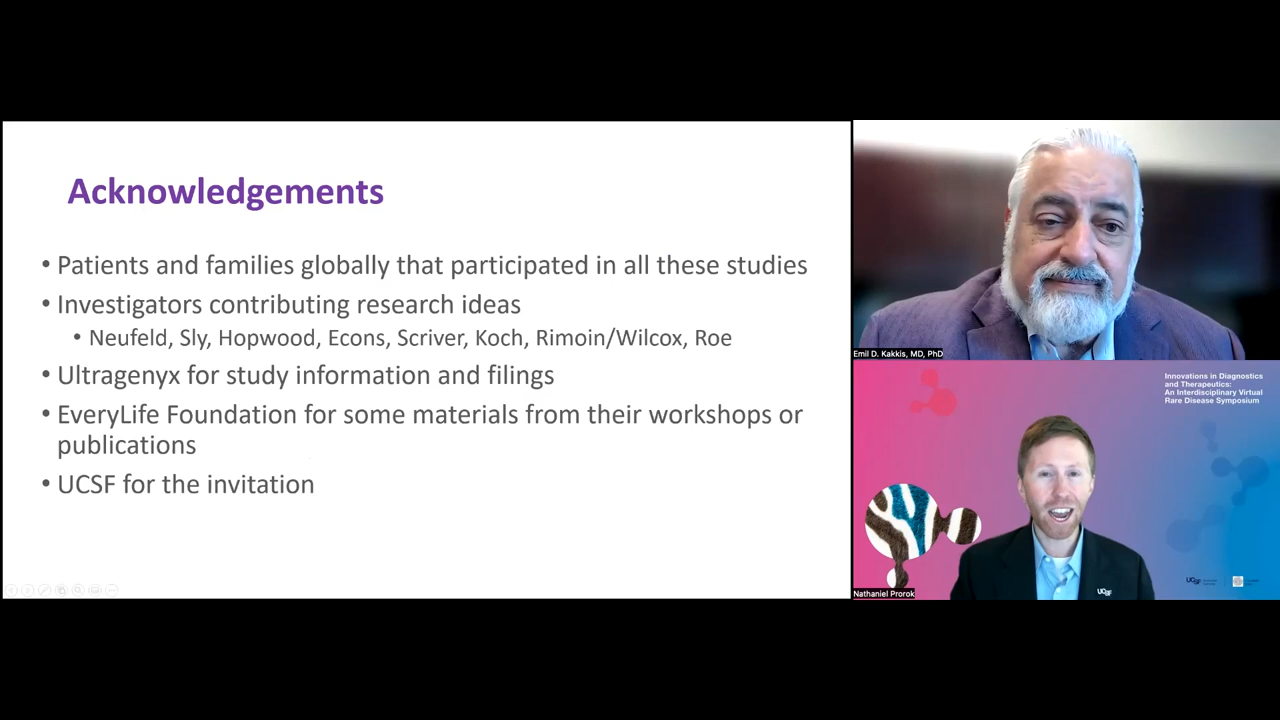 Acknowledgements
• Patients and families globally that participated in all these studies
• Investigators contributing research ideas
• Neufeld, Sly, Hopwood, Econs, Scriver, Koch, Rimoin/Wilcox, Roe
• Ultragenyx for study information and filings
• EveryLife Foundation for some materials from their workshops or
publications
• UCSF for the invitation
Emil D. Kakkis, MD, PhD
Innovations in Diagnostics
and Therapeutics:
An Interdisciplinary Virtual
Rare Disease Symposium
UCSF
UCSF
Nathaniel Prorok